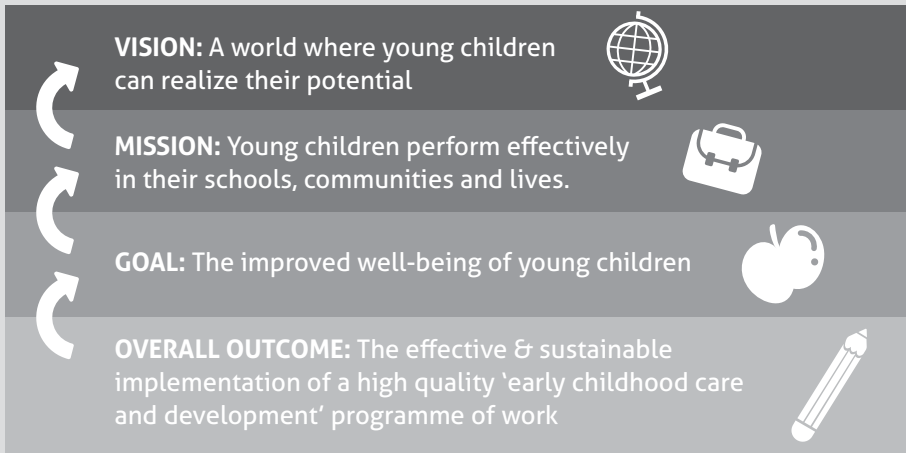 VISION: A world where young children
can realize their potential
MISSION: Young children perform effectively
in their schools, communities and lives.
GOAL: The improved well-being of young children
OVERALL OUTCOME: The effective & sustainable
implementation of a high quality ‘early childhood care
and development’ programme of work